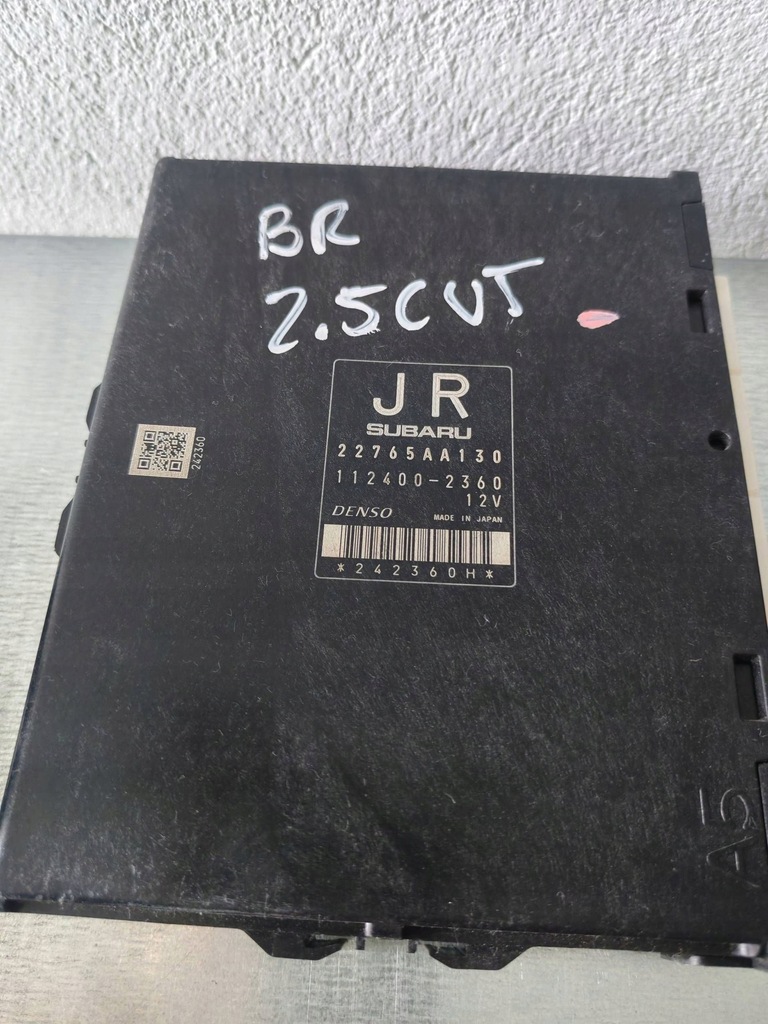 BR
2.5CVT
JR
SUBARU
22765AA130
112400-2360
12V
DENSO MADE IN JAPAN
*242360H*
242360
A5